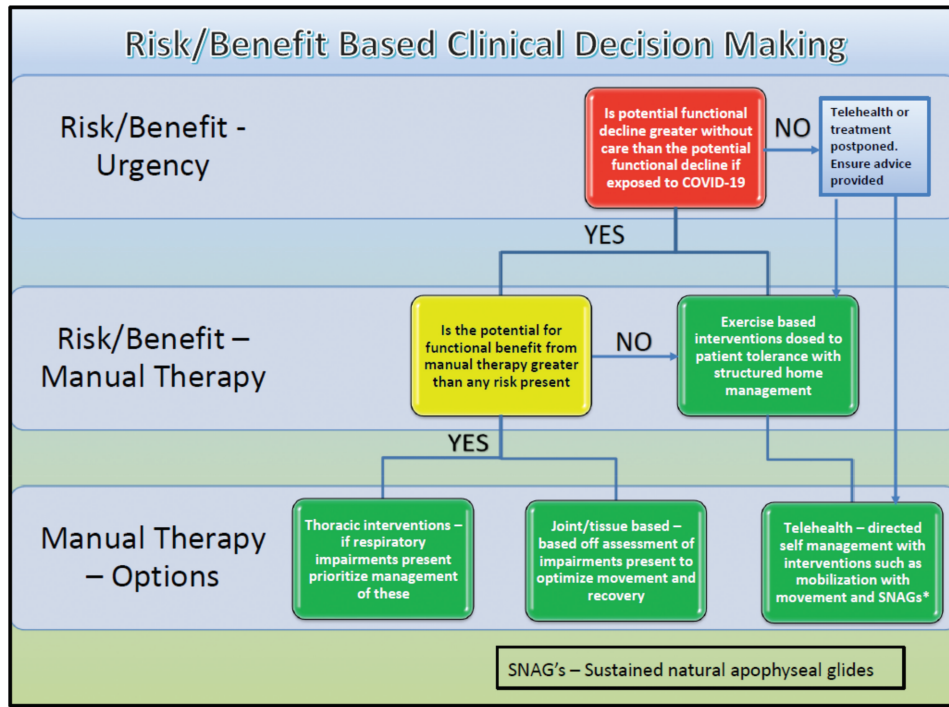 Risk/Benefit Based Clinical Decision Making
Risk/Benefit -
Urgency
Is potential functional
decline greater without
care than the potential
functional decline if
exposed to COVID-19
NO
Telehealth or
treatment
postponed.
Ensure advice
provided
YES
Risk/Benefit –
Manual Therapy
Is the potential for
functional benefit from
manual therapy greater
than any risk present
NO
Exercise based
interventions dosed to
patient tolerance with
structured home
management
YES
Manual Therapy
– Options
Thoracic interventions –
if respiratory
impairments present
prioritize management
of these
Joint/tissue based –
based off assessment of
impairments present to
optimize movement and
recovery
Telehealth – directed
self management with
interventions such as
mobilization with
movement and SNAGs*
SNAG's – Sustained natural apophyseal glides